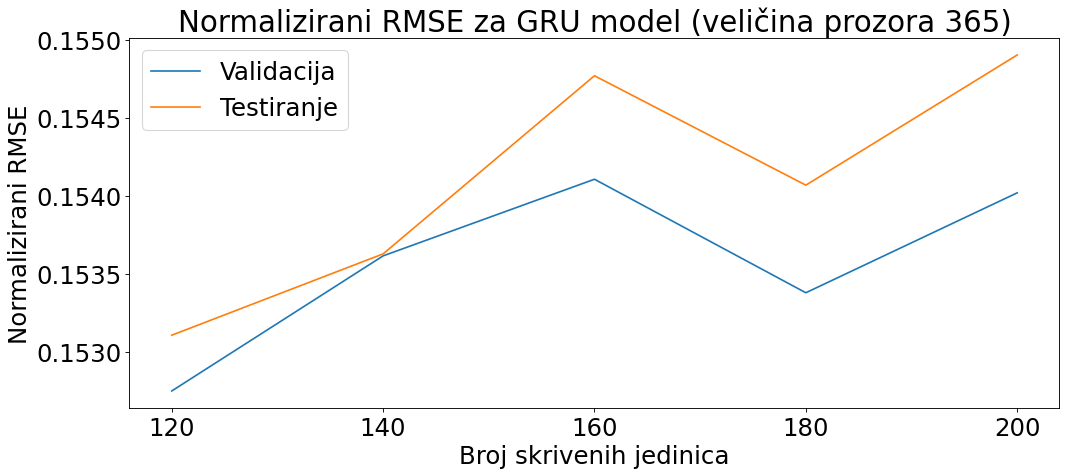 Normalizirani RMSE za GRU model (veličina prozora 365)
Validacija
Testiranje
Normalizirani RMSE
0.1550
0.1545
0.1540
0.1535
0.1530
120 140 160 180 200
Broj skrivenih jedinica